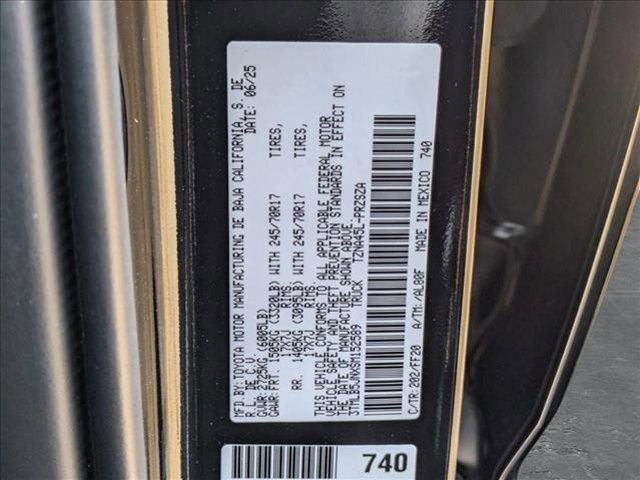 MFD.BY:TOYOTA MOTOR MANUFACTURING DE BAJA CALIFORNIA, S. DE
R. L. DE C.V. DATE: 06/25
GVWR: 2725KG (6005LB)
GAWR: FRT. 1505KG (3320LB) WITH 245/70R17 TIRES,
17X7J RIMS,
RR. 1405KG (3095LB) WITH 245/70R17 TIRES,
17X7J RIMS,
THIS VEHICLE CONFORMS TO ALL APPLICABLE FEDERAL MOTOR
VEHICLE SAFETY AND THEFT PREVENTION STANDARDS IN EFFECT ON
THE DATE OF MANUFACTURE SHOWN ABOVE.
TRUCK TZNA45L-PRZSZA
C/TR: 202/FF20 A/TM: /AL80F MADE IN MEXICO 740
740